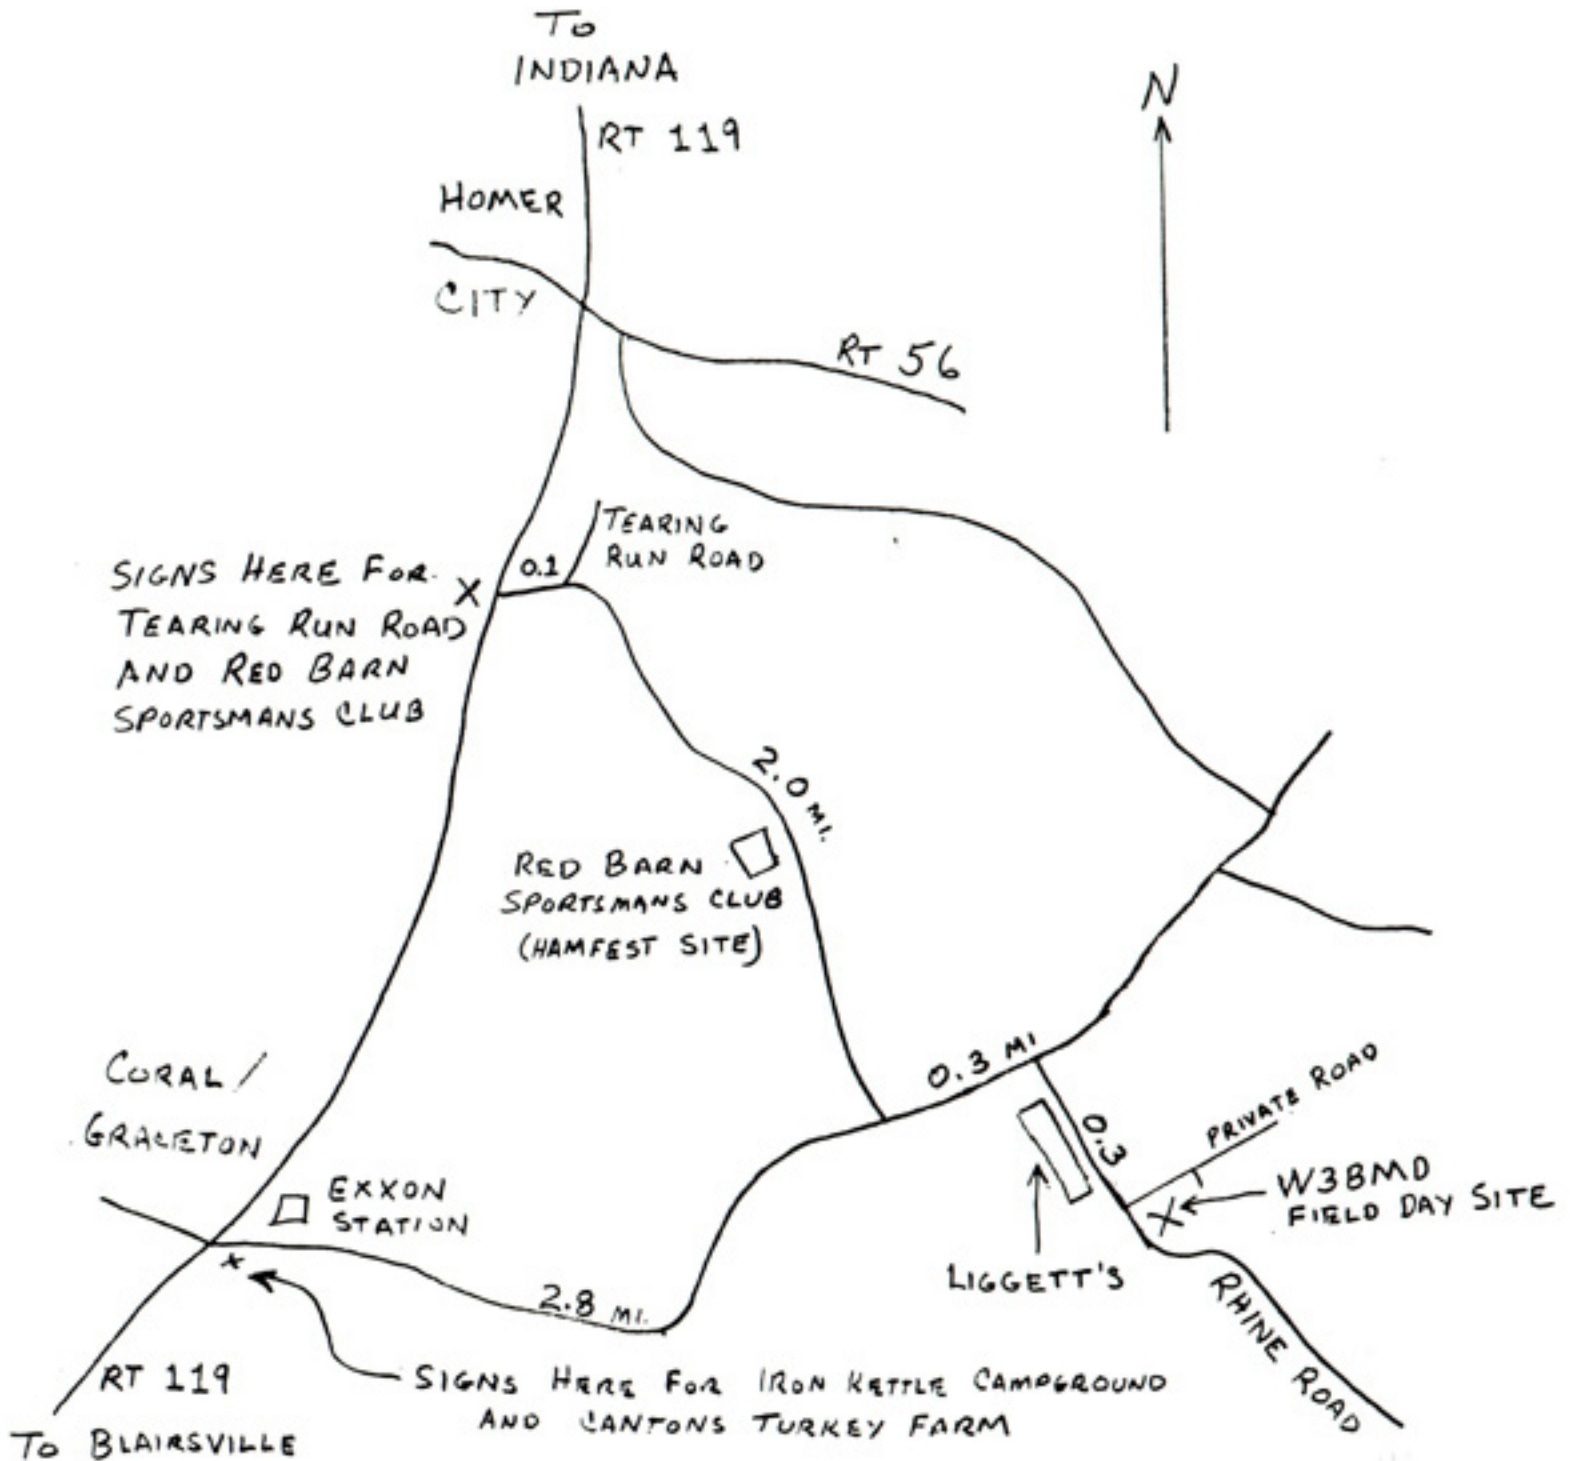 To
INDIANA
RT 119
N
HOMER
CITY
RT 56
TEARING
RUN ROAD
0.1
SIGNS HERE FOR
TEARING RUN ROAD
AND RED BARN
SPORTSMANS CLUB
X
2.0 MI.
RED BARN
SPORTSMANS CLUB
(HAMFEST SITE)
0.3 MI
CORAL/
GRACETON
EXXON
STATION
0.3
PRIVATE ROAD
W3BMD
FIELD DAY SITE
X
LIGGETT'S
RHINE ROAD
x
2.8 MI.
SIGNS HERE FOR IRON KETTLE CAMPGROUND
AND CANTONS TURKEY FARM
RT 119
To BLAIRSVILLE